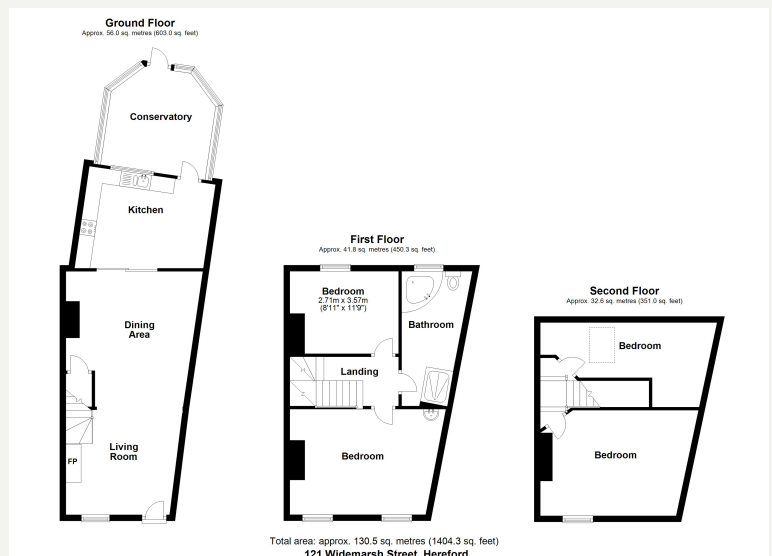 Ground Floor
Approx. 56.0 sq. metres (603.0 sq. feet)
Conservatory
Kitchen
Dining
Area
Living
Room
FP
First Floor
Approx. 41.8 sq. metres (450.3 sq. feet)
Bedroom
2.71m x 3.57m
(8'11" x 11'9")
Bathroom
Landing
Bedroom
Second Floor
Approx. 32.6 sq. metres (351.0 sq. feet)
Bedroom
Bedroom
Total area: approx. 130.5 sq. metres (1404.3 sq. feet)
121 Widemarsh Street, Hereford